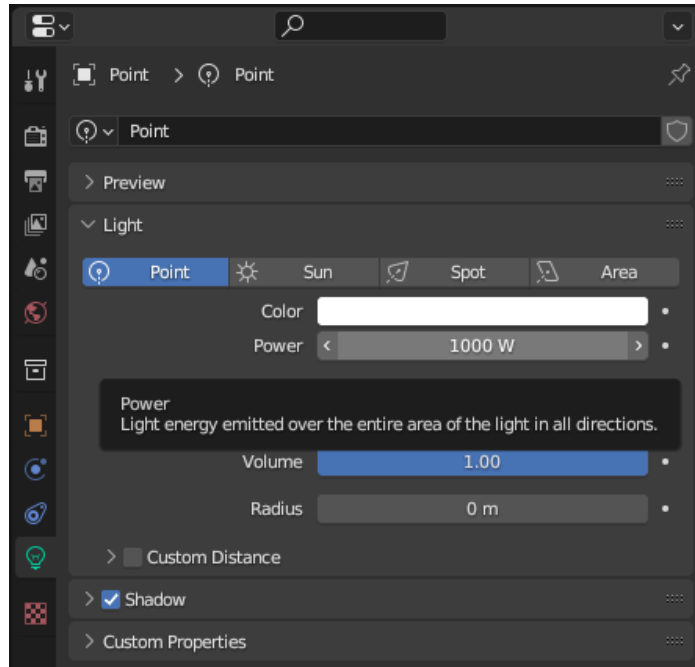 Point > Point
Point
Preview
Light
Point Sun Spot Area
Color
Power 1000 W
Power
Light energy emitted over the entire area of the light in all directions.
Volume 1.00
Radius 0 m
Custom Distance
Shadow
Custom Properties